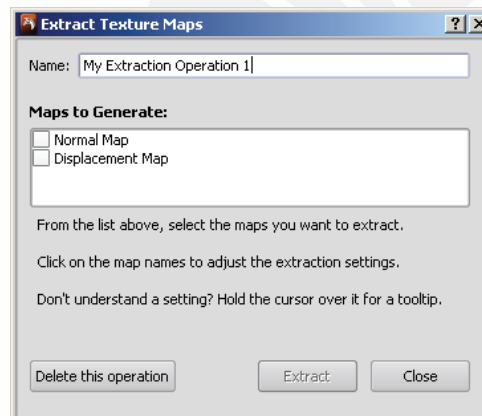 Extract Texture Maps
Name: My Extraction Operation 1
Maps to Generate:
Normal Map
Displacement Map
From the list above, select the maps you want to extract.
Click on the map names to adjust the extraction settings.
Don't understand a setting? Hold the cursor over it for a tooltip.
Delete this operation Extract Close